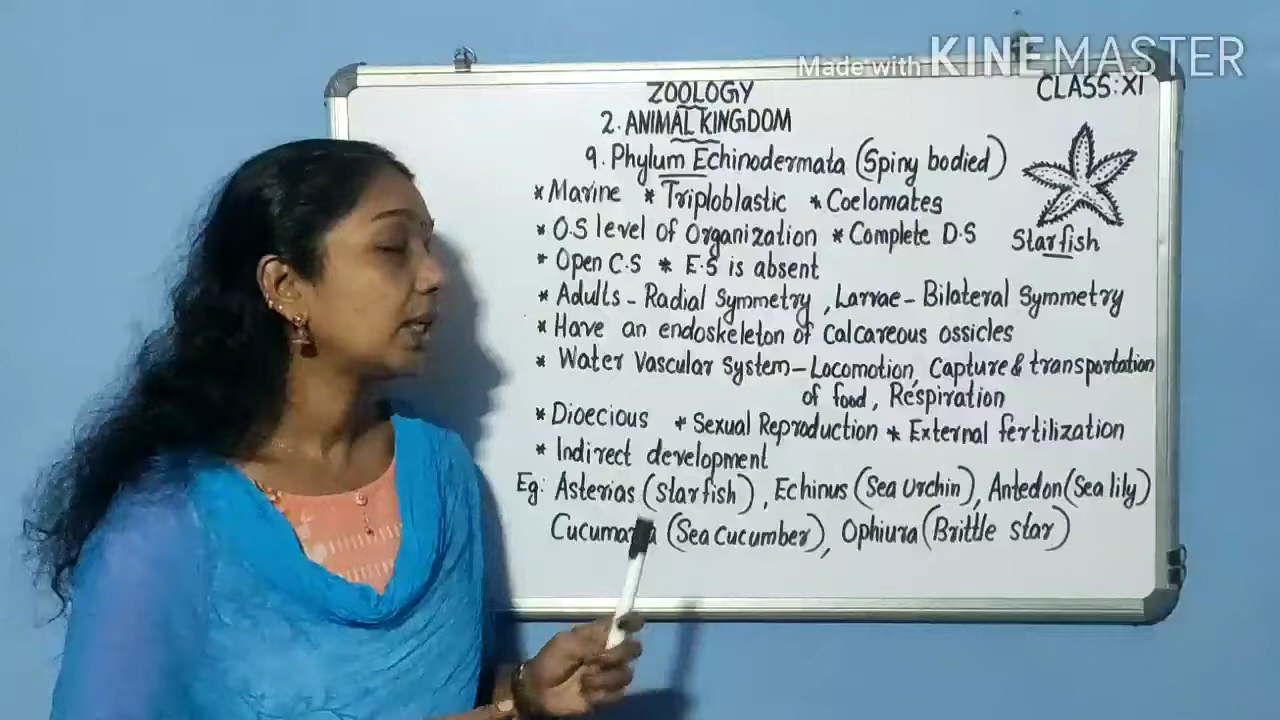 Made with KINEMASTER
ZOOLOGY
CLASS:XI
2. ANIMAL KINGDOM
9. Phylum Echinodermata (Spiny bodied)
* Marine * Triploblastic * Coelomates
* O.S level of Organization * Complete D.S
Starfish
* Open C.S * E.S is absent
* Adults - Radial Symmetry, Larvae - Bilateral Symmetry
* Have an endoskeleton of Calcareous ossicles
* Water Vascular System - Locomotion, Capture & transportation
of food, Respiration
* Dioecious * Sexual Reproduction * External fertilization
* Indirect development
Eg: Asterias (Starfish), Echinus (Sea Urchin), Antedon (Sea lily)
(Sea Cucumber), Ophiura (Brittle star)